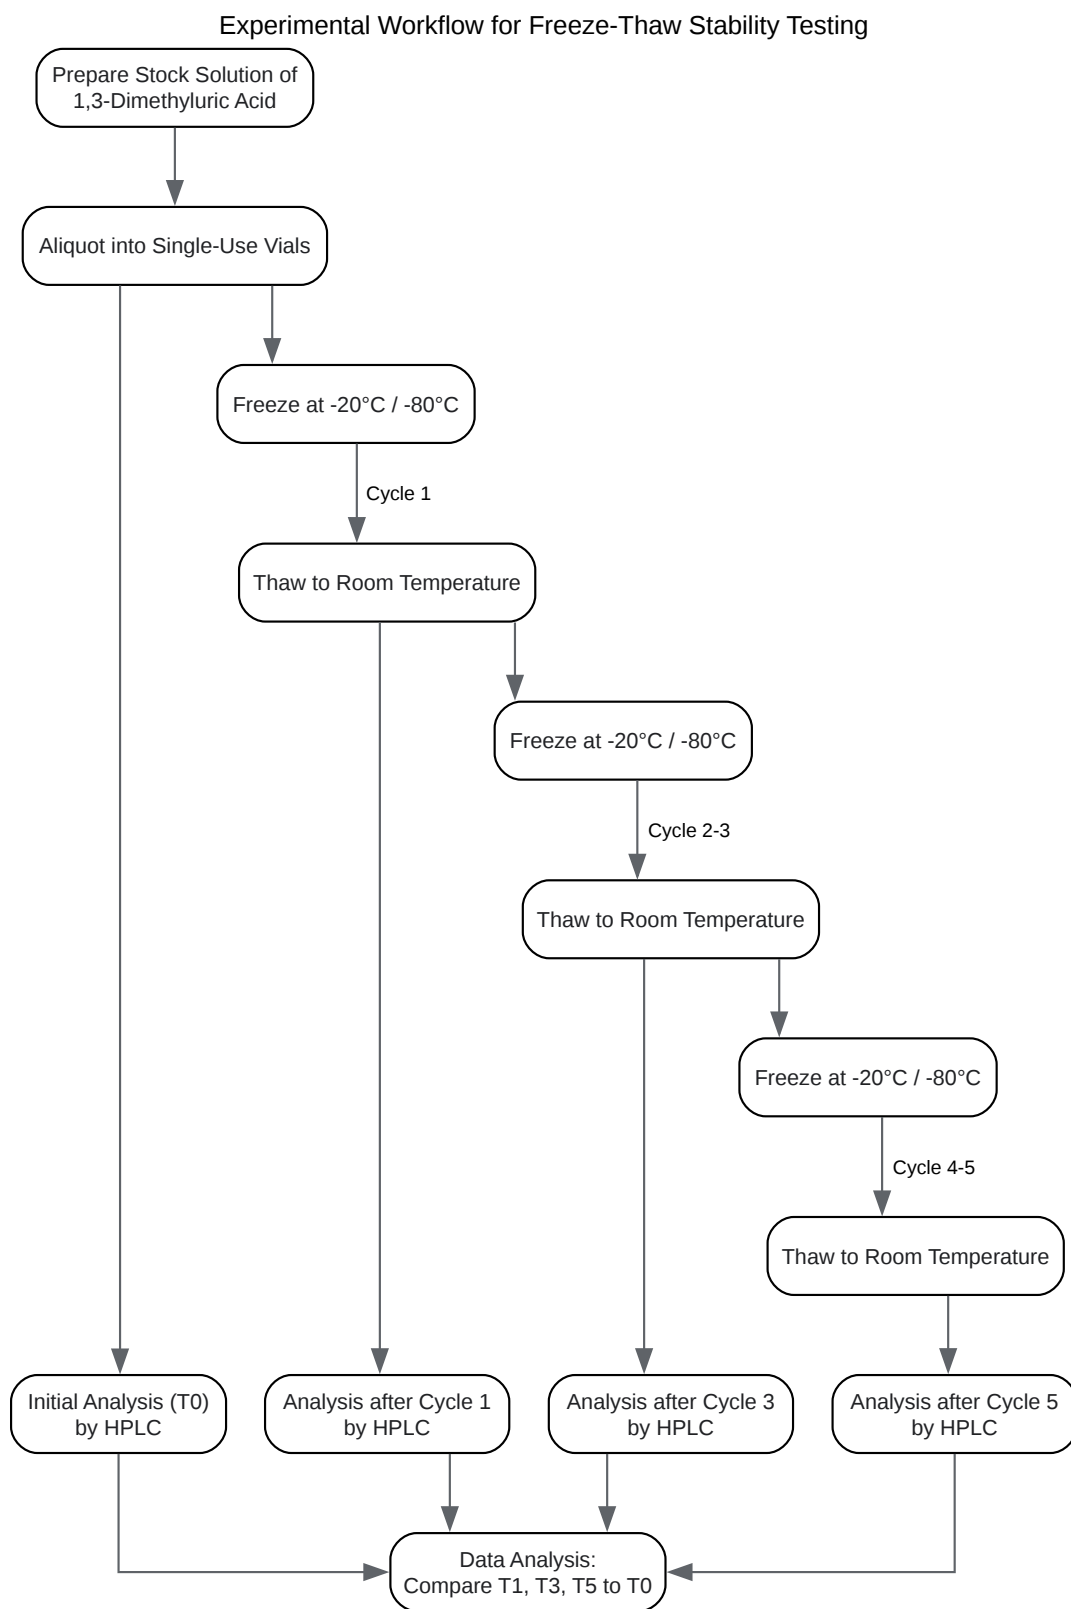 Experimental Workflow for Freeze-Thaw Stability Testing
Prepare Stock Solution of
1,3-Dimethyluric Acid
Aliquot into Single-Use Vials
Freeze at -20°C / -80°C
Cycle 1
Thaw to Room Temperature
Freeze at -20°C / -80°C
Cycle 2-3
Thaw to Room Temperature
Freeze at -20°C / -80°C
Cycle 4-5
Thaw to Room Temperature
Initial Analysis (T0)
by HPLC
Analysis after Cycle 1
by HPLC
Analysis after Cycle 3
by HPLC
Analysis after Cycle 5
by HPLC
Data Analysis:
Compare T1, T3, T5 to T0